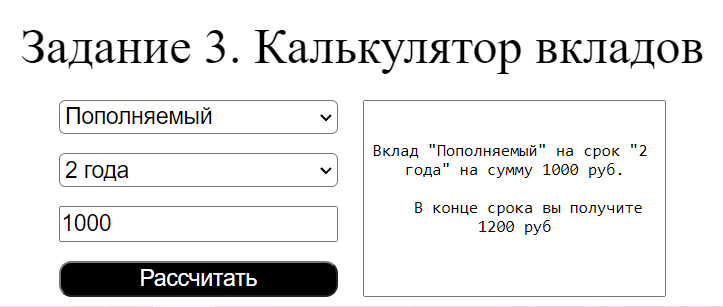 Задание 3. Калькулятор вкладов
Пополняемый
2 года
1000
Рассчитать
Вклад "Пополняемый" на срок "2
года" на сумму 1000 руб.
В конце срока вы получите
1200 руб